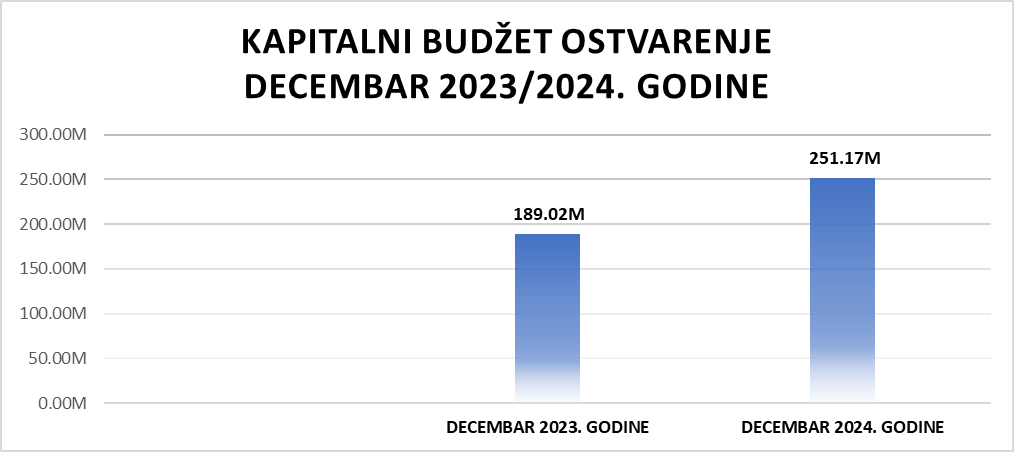 KAPITALNI BUDŽET OSTVARENJE
DECEMBAR 2023/2024. GODINE
300.00M
250.00M
200.00M
150.00M
100.00M
50.00M
0.00M
189.02M
251.17M
DECEMBAR 2023. GODINE
DECEMBAR 2024. GODINE